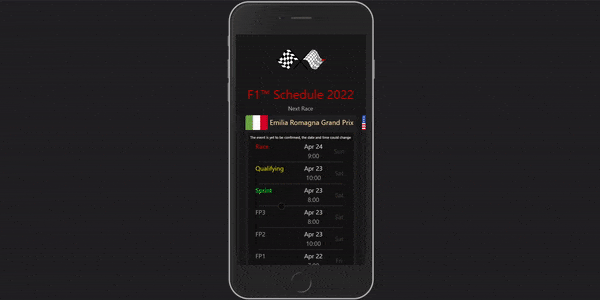 F1™ Schedule 2022
Next Race
Emilia Romagna Grand Prix
The event is yet to be confirmed, the date and time could change
Race Apr 24 Sun
9:00
Qualifying Apr 23 Sat
10:00
Sprint Apr 23 Sat
8:00
FP3 Apr 23 Sat
8:00
FP2 Apr 23 Sat
10:00
FP1 Apr 22 Fri